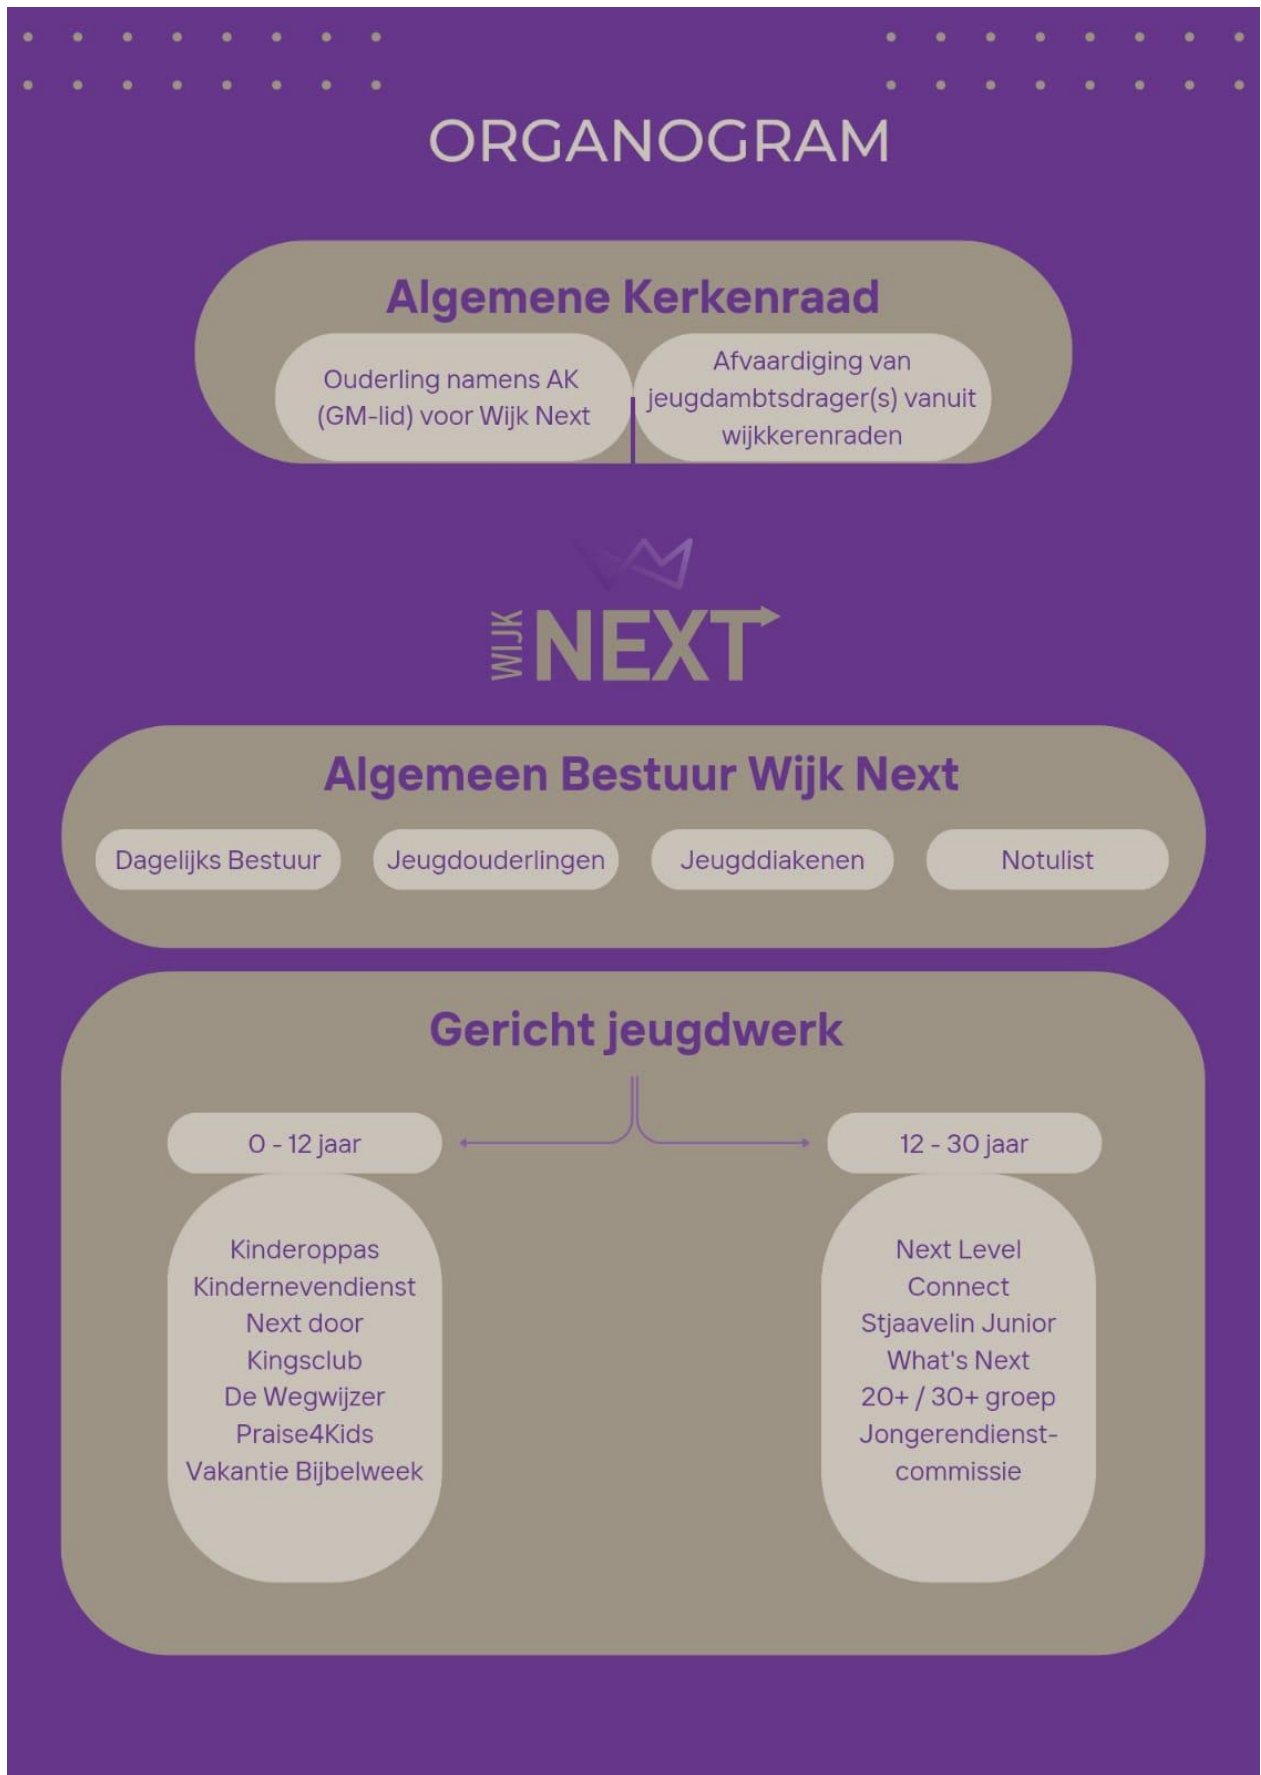 ORGANOGRAM
Algemene Kerkenraad
Ouderling namens AK
(GM-lid) voor Wijk Next
Afvaardiging van
jeugdambtsdrager(s) vanuit
wijkkerenraden
WIJK
NEXT
Algemeen Bestuur Wijk Next
Dagelijks Bestuur
Jeugdouderlingen
Jeugddiakenen
Notulist
Gericht jeugdwerk
0 - 12 jaar
Kinderoppas
Kindernevendienst
Next door
Kingsclub
De Wegwijzer
Praise4Kids
Vakantie Bijbelweek
12 - 30 jaar
Next Level
Connect
Stjaavelin Junior
What's Next
20+ / 30+ groep
Jongerendienst-
commissie